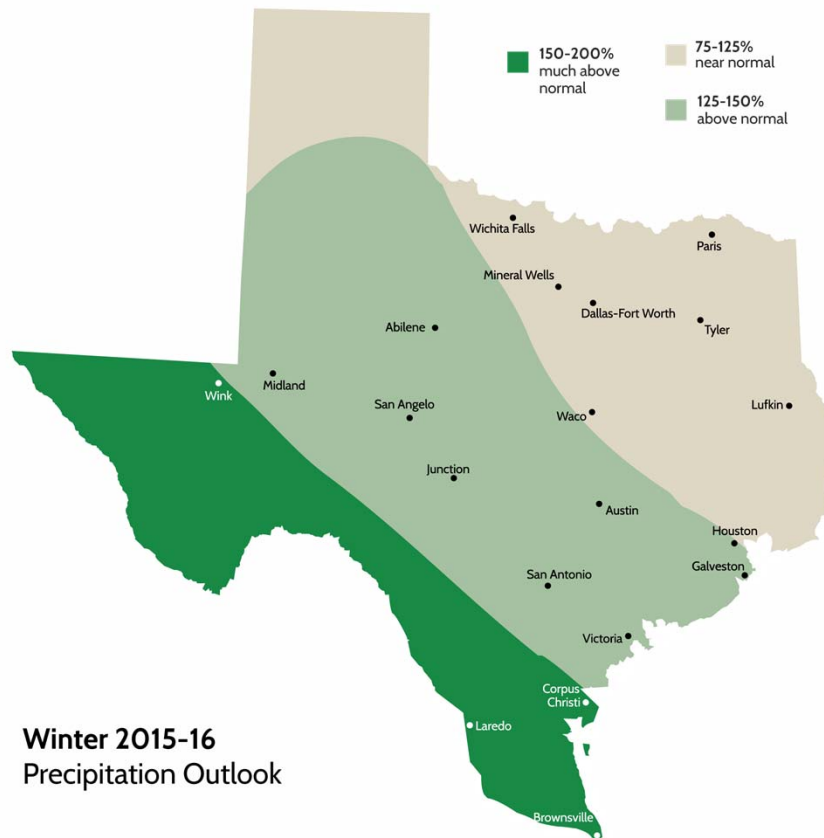 150-200%
much above
normal
75-125%
near normal
125-150%
above normal
Wichita Falls
Paris
Mineral Wells
Dallas-Fort Worth
Abilene
Tyler
Midland
Wink
San Angelo
Waco
Lufkin
Junction
Austin
Houston
Galveston
San Antonio
Victoria
Corpus
Christi
Laredo
Winter 2015-16
Precipitation Outlook
Brownsville